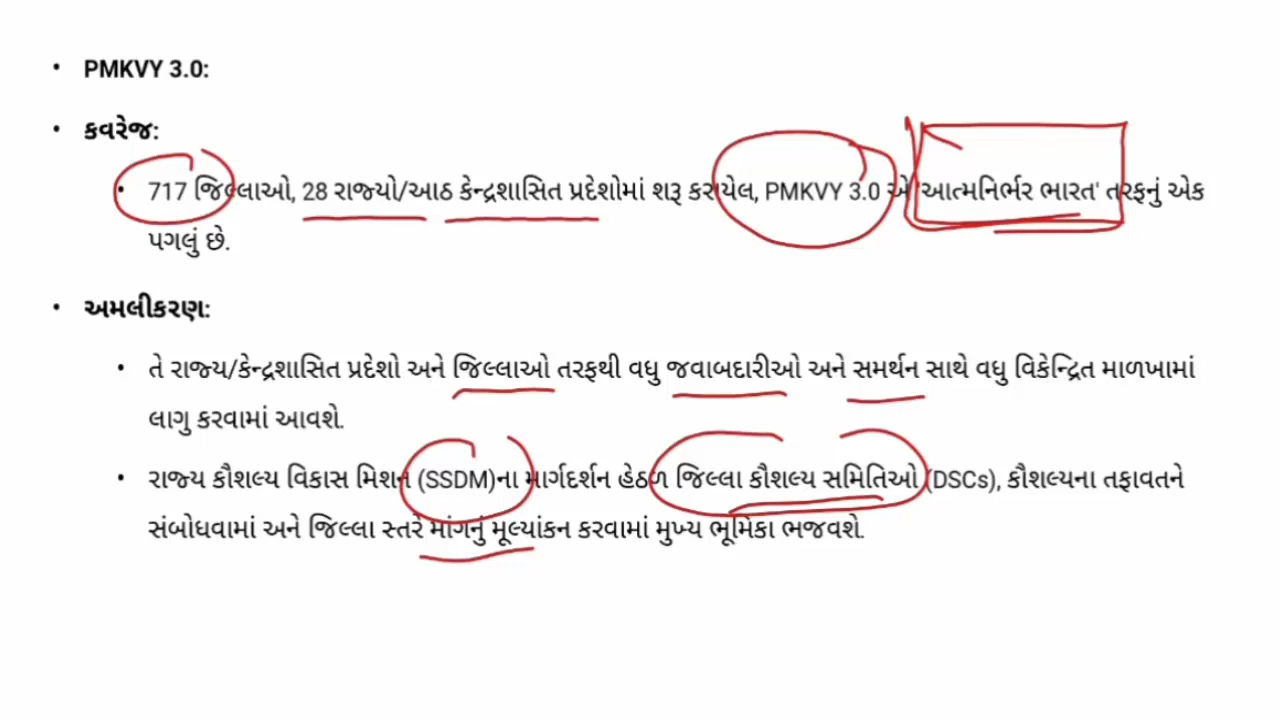 • PMKVY 3.0:
• કવરેજ:
• 717 જિલ્લાઓ, 28 રાજ્યો/આઠ કેન્દ્રશાસિત પ્રદેશોમાં શરૂ કરાયેલ, PMKVY 3.0 એ 'આત્મનિર્ભર ભારત' તરફનું એક
પગલું છે.
• અમલીકરણ:
• તે રાજ્ય/કેન્દ્રશાસિત પ્રદેશો અને જિલ્લાઓ તરફથી વધુ જવાબદારીઓ અને સમર્થન સાથે વધુ વિકેન્દ્રિત માળખામાં
લાગુ કરવામાં આવશે.
• રાજ્ય કૌશલ્ય વિકાસ મિશન (SSDM)ના માર્ગદર્શન હેઠળ જિલ્લા કૌશલ્ય સમિતિઓ (DSCs), કૌશલ્યના તફાવતને
સંબોધવામાં અને જિલ્લા સ્તરે માંગનું મૂલ્યાંકન કરવામાં મુખ્ય ભૂમિકા ભજવશે.